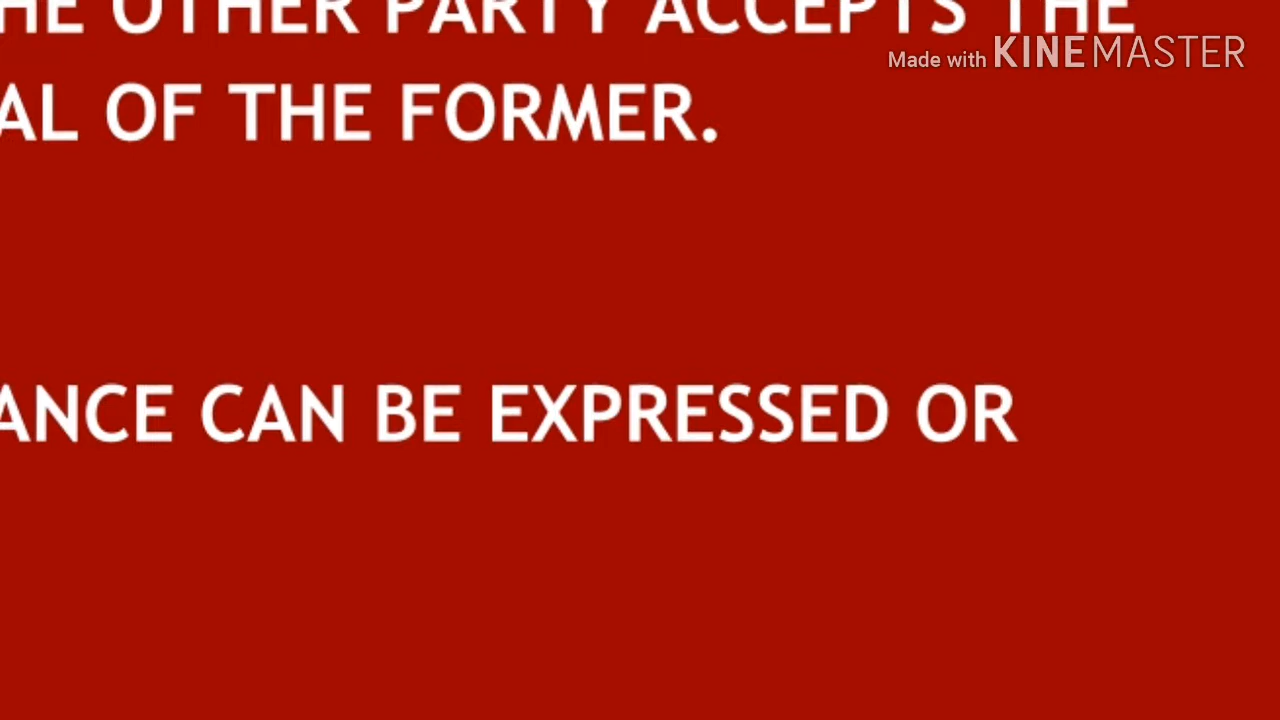 HE OTHER PARTY ACCEPTS THE
Made with KINEMASTER
AL OF THE FORMER.
ANCE CAN BE EXPRESSED OR